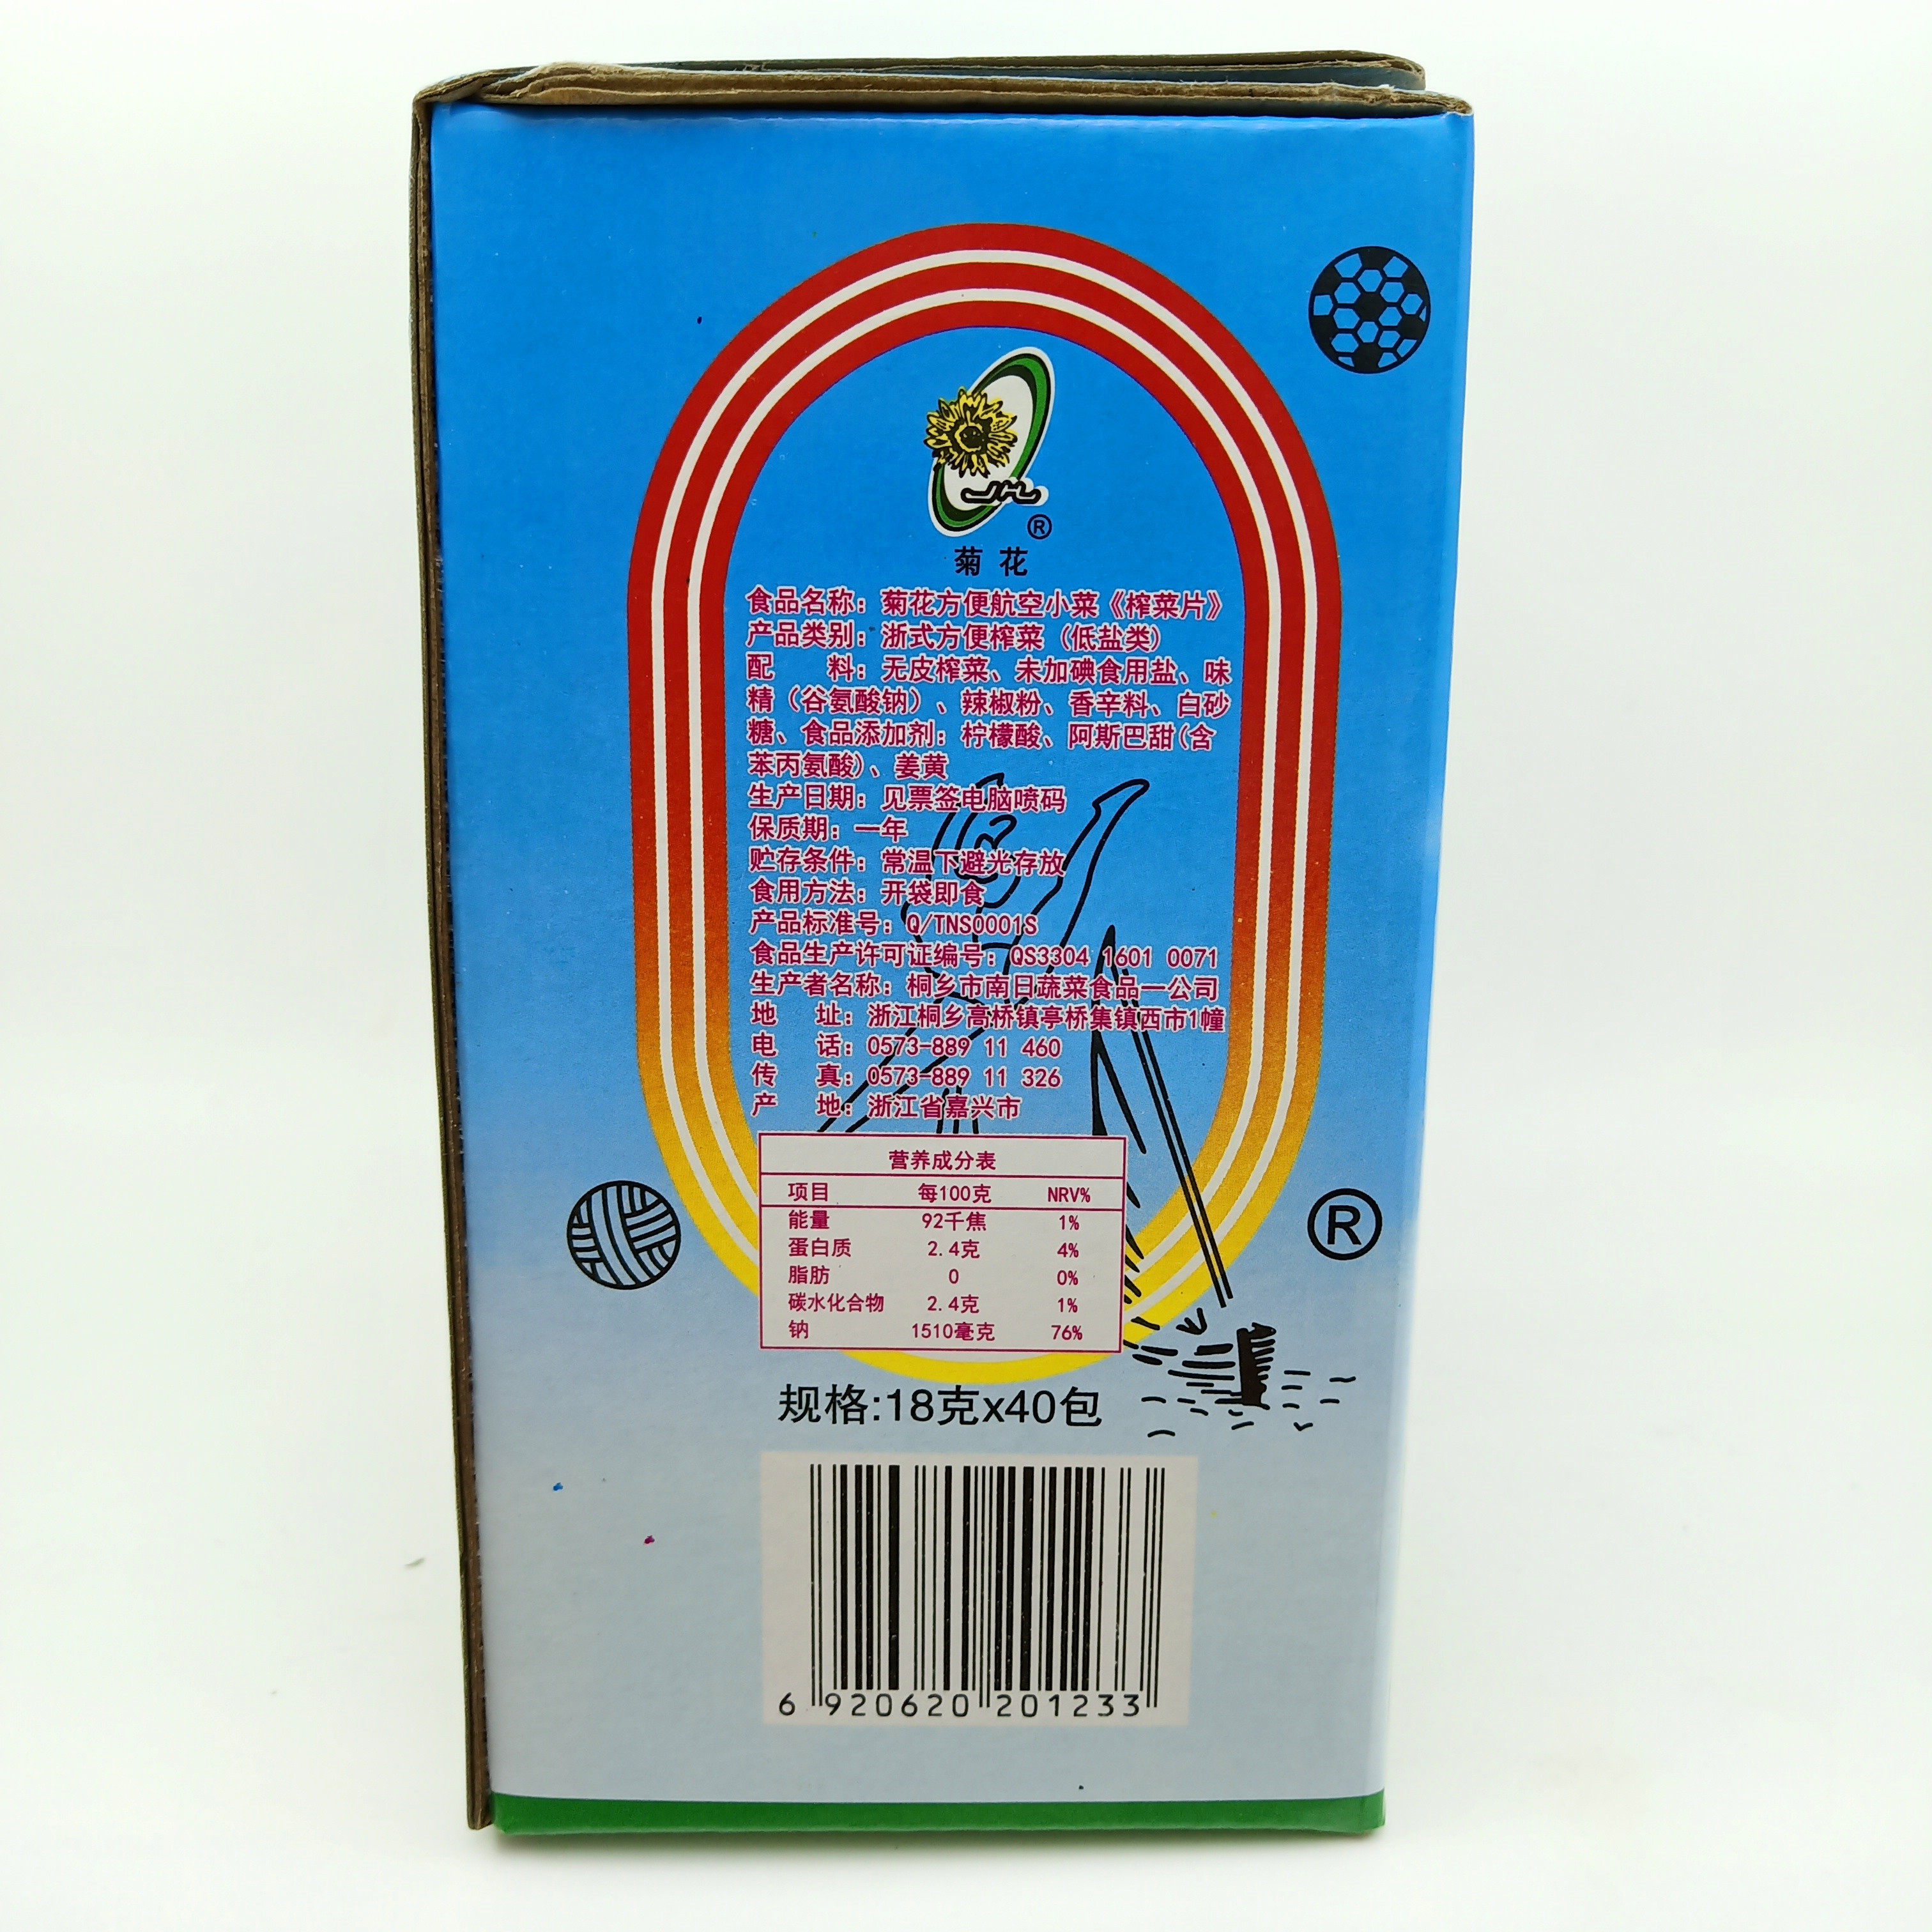 JH
®
菊花
食品名称：菊花方便航空小菜《榨菜片》
产品类别：浙式方便榨菜（低盐类）
配　料：无皮榨菜、未加碘食用盐、味
精（谷氨酸钠）、辣椒粉、香辛料、白砂
糖、食品添加剂：柠檬酸、阿斯巴甜(含
苯丙氨酸)、姜黄
生产日期：见票签电脑喷码
保质期：一年
贮存条件：常温下避光存放
食用方法：开袋即食
产品标准号：Q/TNS0001S
食品生产许可证编号：QS3304 1601 0071
生产者名称：桐乡市南日蔬菜食品一公司
地　址：浙江桐乡高桥镇亭桥集镇西市1幢
电　话：0573-889 11 460
传　真：0573-889 11 326
产　地：浙江省嘉兴市
营养成分表
项目 每100克 NRV%
能量 92千焦 1%
蛋白质 2.4克 4%
脂肪 0 0%
碳水化合物 2.4克 1%
钠 1510毫克 76%
®
规格:18克x40包
6 920620 201233